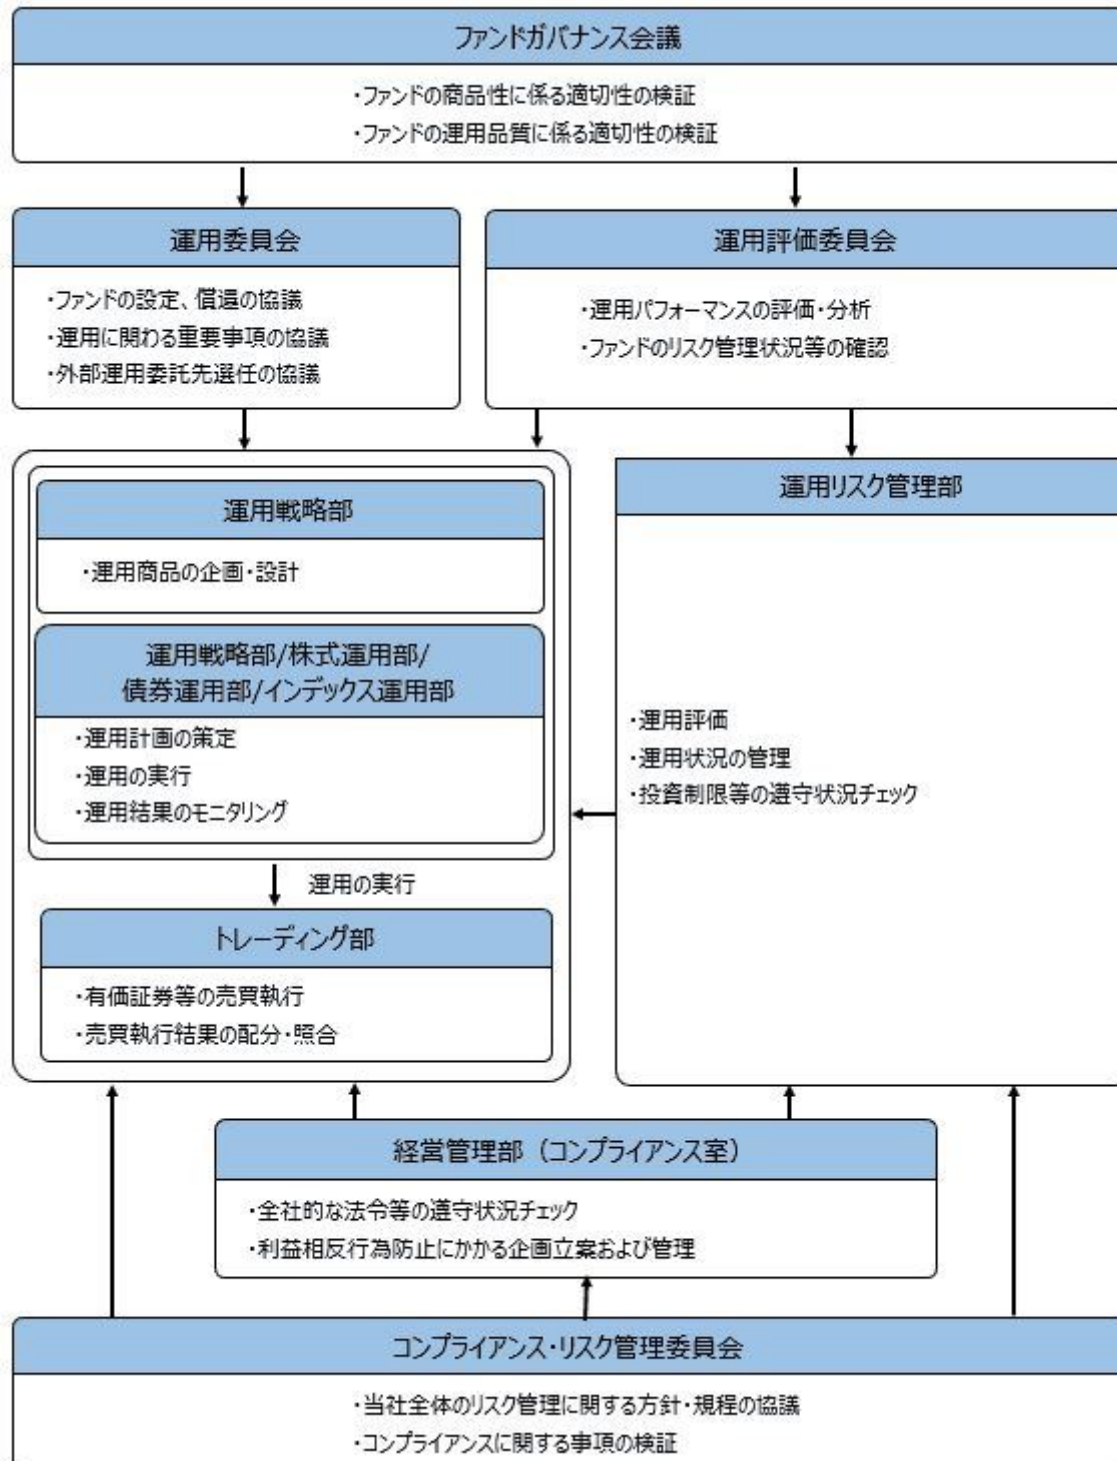 ファンドガバナンス会議
・ファンドの商品性に係る適切性の検証
・ファンドの運用品質に係る適切性の検証
運用委員会
・ファンドの設定、償還の協議
・運用に関わる重要事項の協議
・外部運用委託先選任の協議
運用評価委員会
・運用パフォーマンスの評価・分析
・ファンドのリスク管理状況等の確認
運用戦略部
・運用商品の企画・設計
運用戦略部/株式運用部/
債券運用部/インデックス運用部
・運用計画の策定
・運用の実行
・運用結果のモニタリング
運用の実行
トレーディング部
・有価証券等の売買執行
・売買執行結果の配分・照合
運用リスク管理部
・運用評価
・運用状況の管理
・投資制限等の遵守状況チェック
経営管理部（コンプライアンス室）
・全社的な法令等の遵守状況チェック
・利益相反行為防止にかかる企画立案および管理
コンプライアンス・リスク管理委員会
・当社全体のリスク管理に関する方針・規程の協議
・コンプライアンスに関する事項の検証